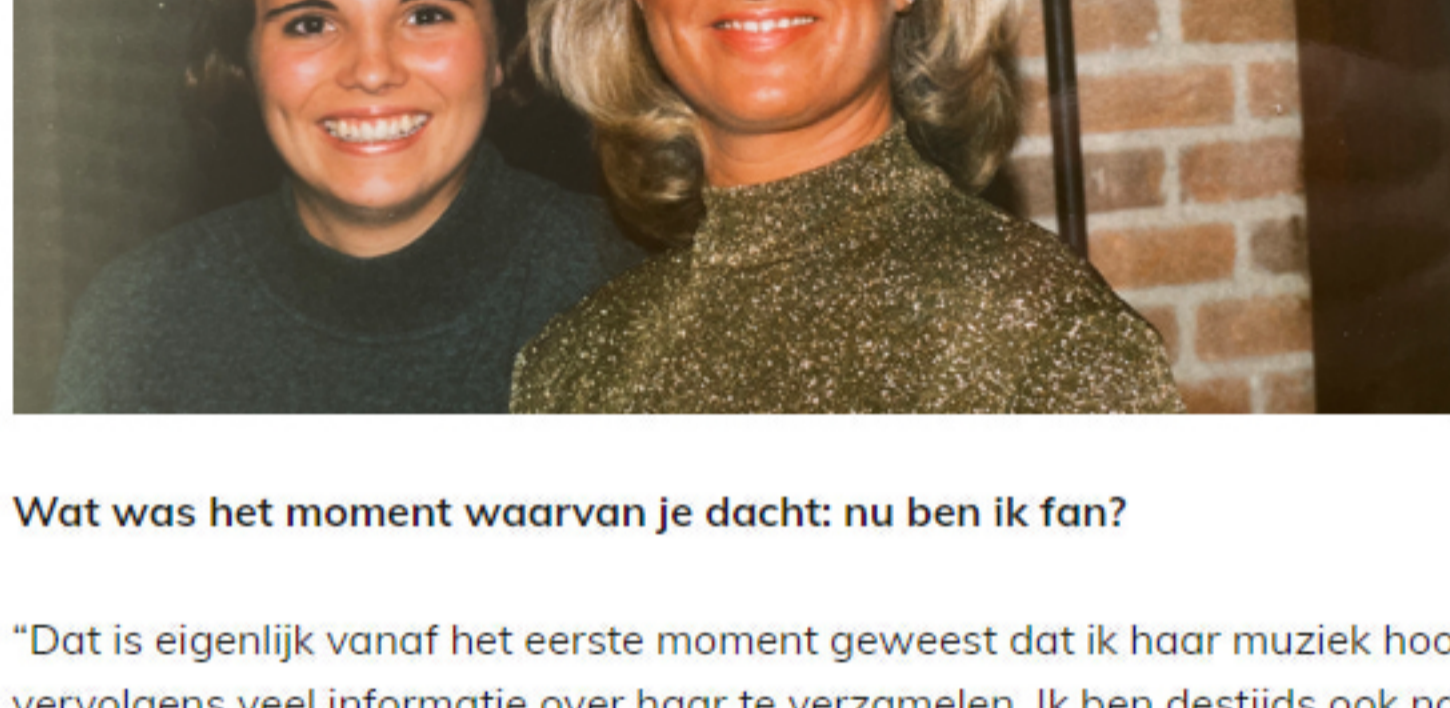 Wat was het moment waarvan je dacht: nu ben ik fan?
“Dat is eigenlijk vanaf het eerste moment geweest dat ik haar muziek
vervolgens veel informatie over haar te verzamelen. Ik ben destijds ook